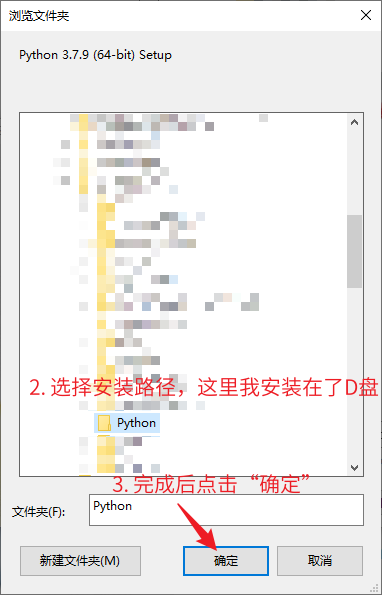 浏览文件夹
Python 3.7.9 (64-bit) Setup
2. 选择安装路径，这里我安装在了D盘
Python
3. 完成后点击“确定”
文件夹(F):
Python
新建文件夹(M)
确定
取消